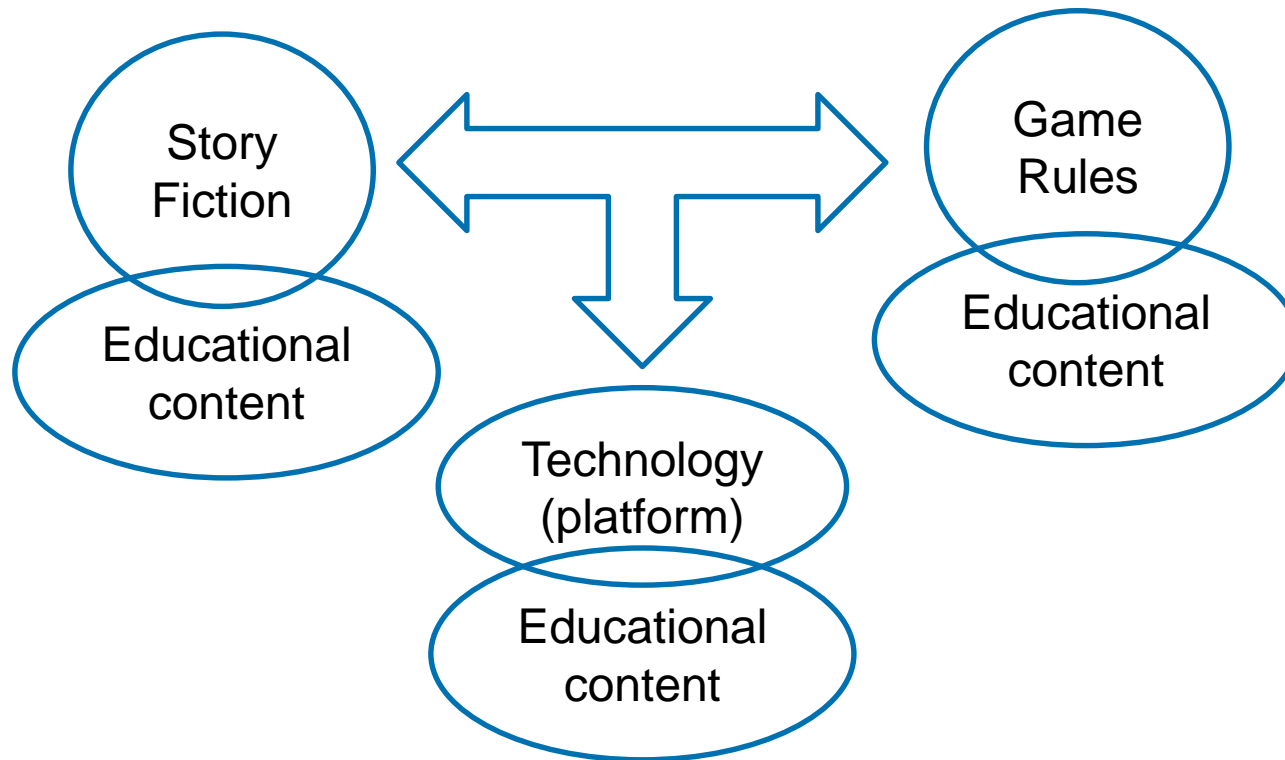 Story
Fiction
Game
Rules
Educational
content
Educational
content
Technology
(platform)
Educational
content